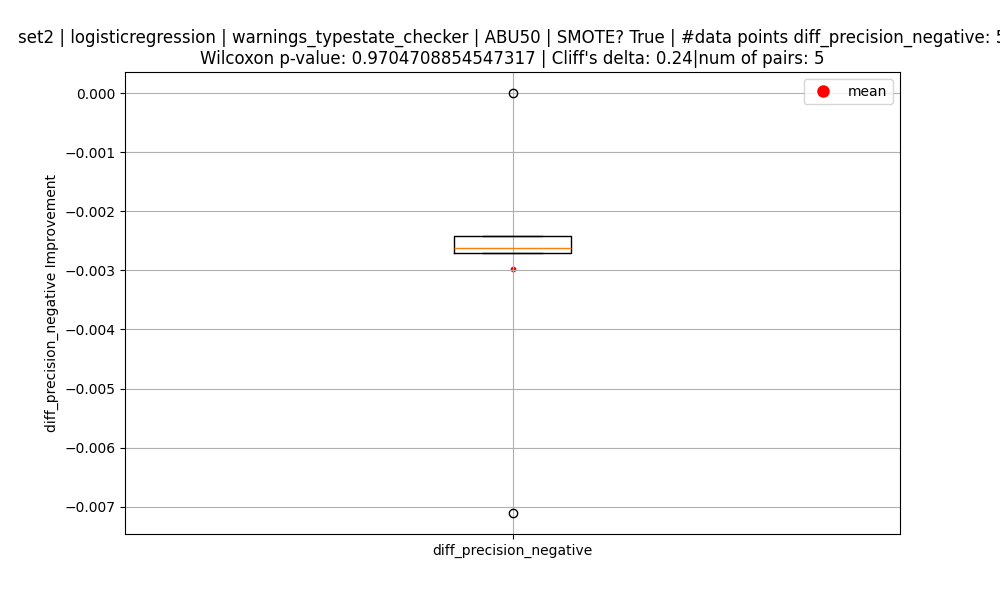 set2 | logisticregression | warnings_typestate_checker | ABU50 | SMOTE? True | #data points diff_precision_negative: 5
Wilcoxon p-value: 0.9704708854547317 | Cliff's delta: 0.24|num of pairs: 5
mean
0.000
−0.001
−0.002
−0.003
−0.004
−0.005
−0.006
−0.007
diff_precision_negative Improvement
diff_precision_negative